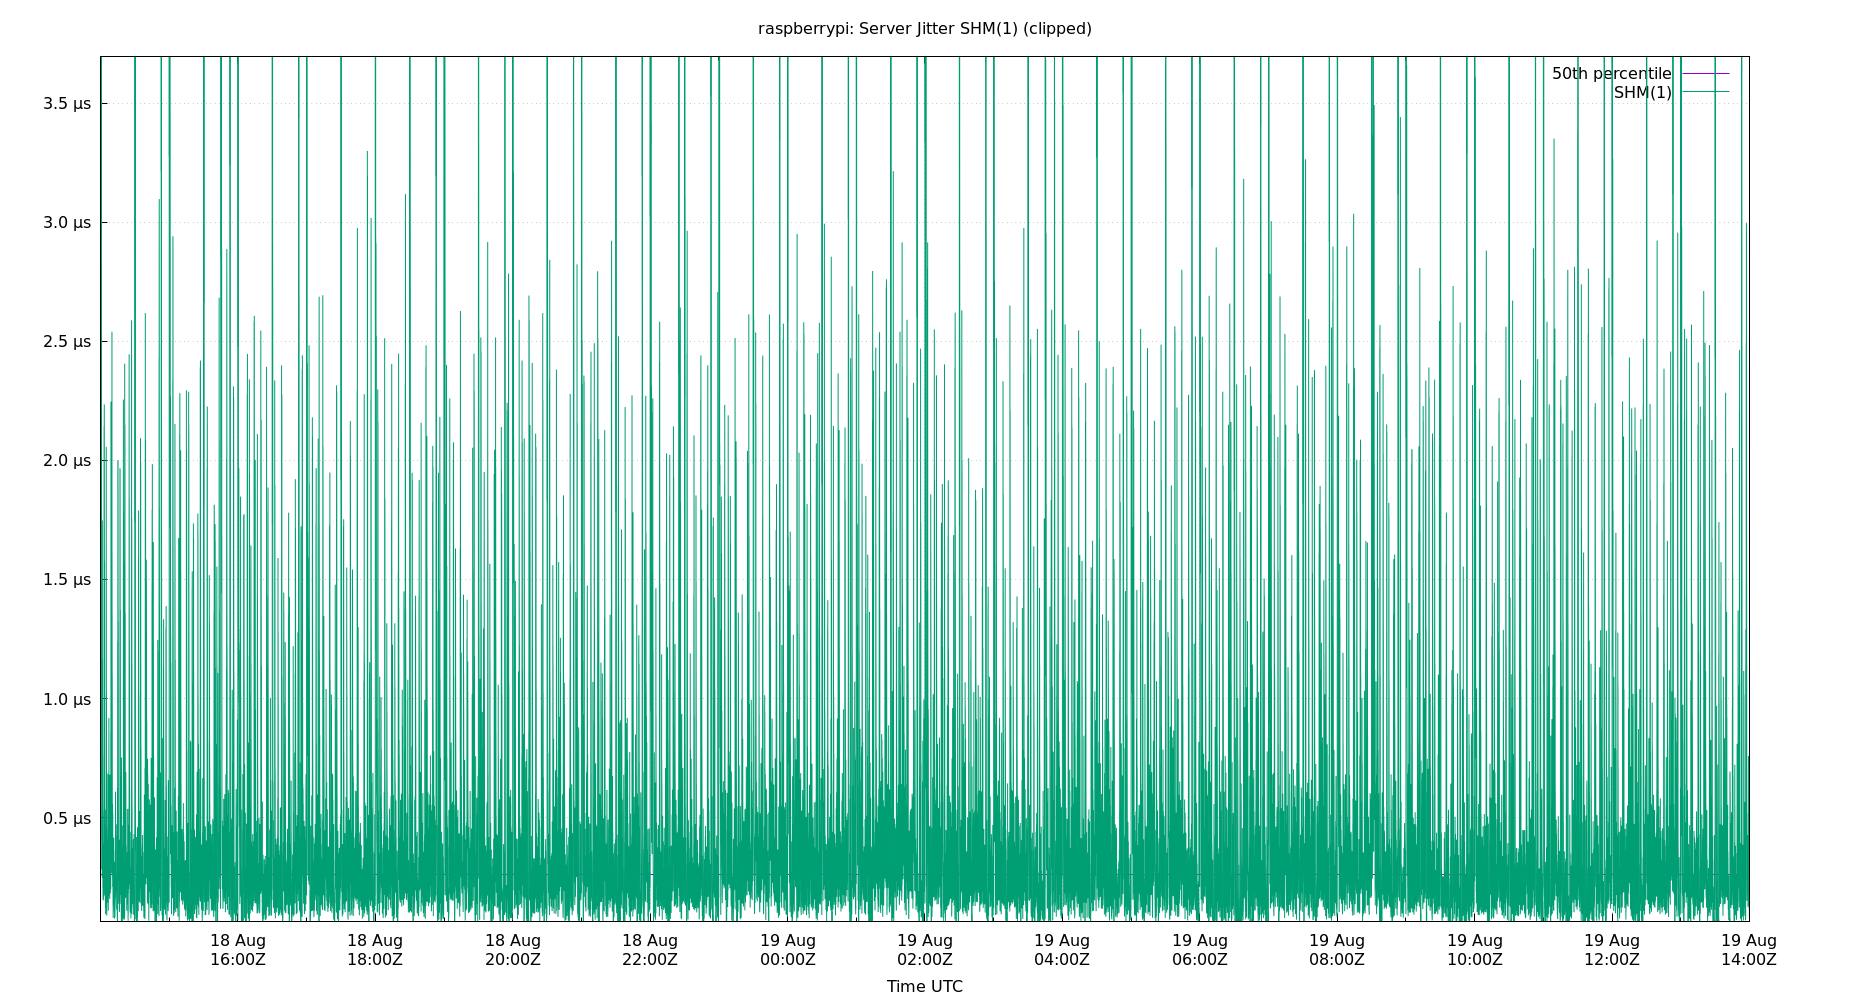 raspberrypi: Server Jitter SHM(1) (clipped)
50th percentile
SHM(1)
3.5 µs
3.0 µs
2.5 µs
2.0 µs
1.5 µs
1.0 µs
0.5 µs
18 Aug 18 Aug 18 Aug 18 Aug 19 Aug 19 Aug 19 Aug 19 Aug 19 Aug 19 Aug 19 Aug 19 Aug
16:00Z 18:00Z 20:00Z 22:00Z 00:00Z 02:00Z 04:00Z 06:00Z 08:00Z 10:00Z 12:00Z 14:00Z
Time UTC